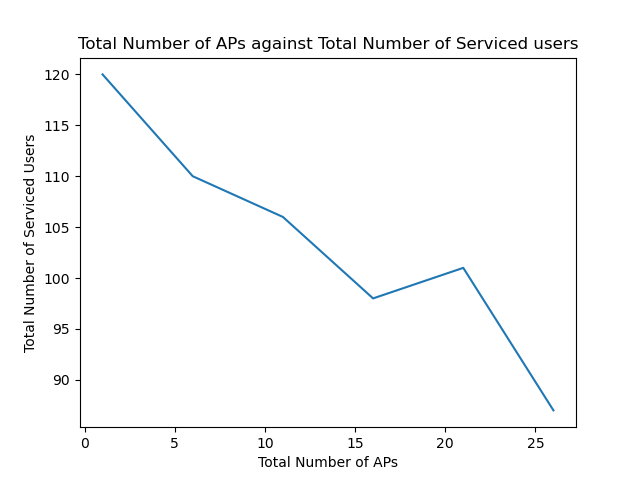 Total Number of APs against Total Number of Serviced users
120
115
110
105
100
95
90
Total Number of Serviced Users
0 5 10 15 20 25
Total Number of APs